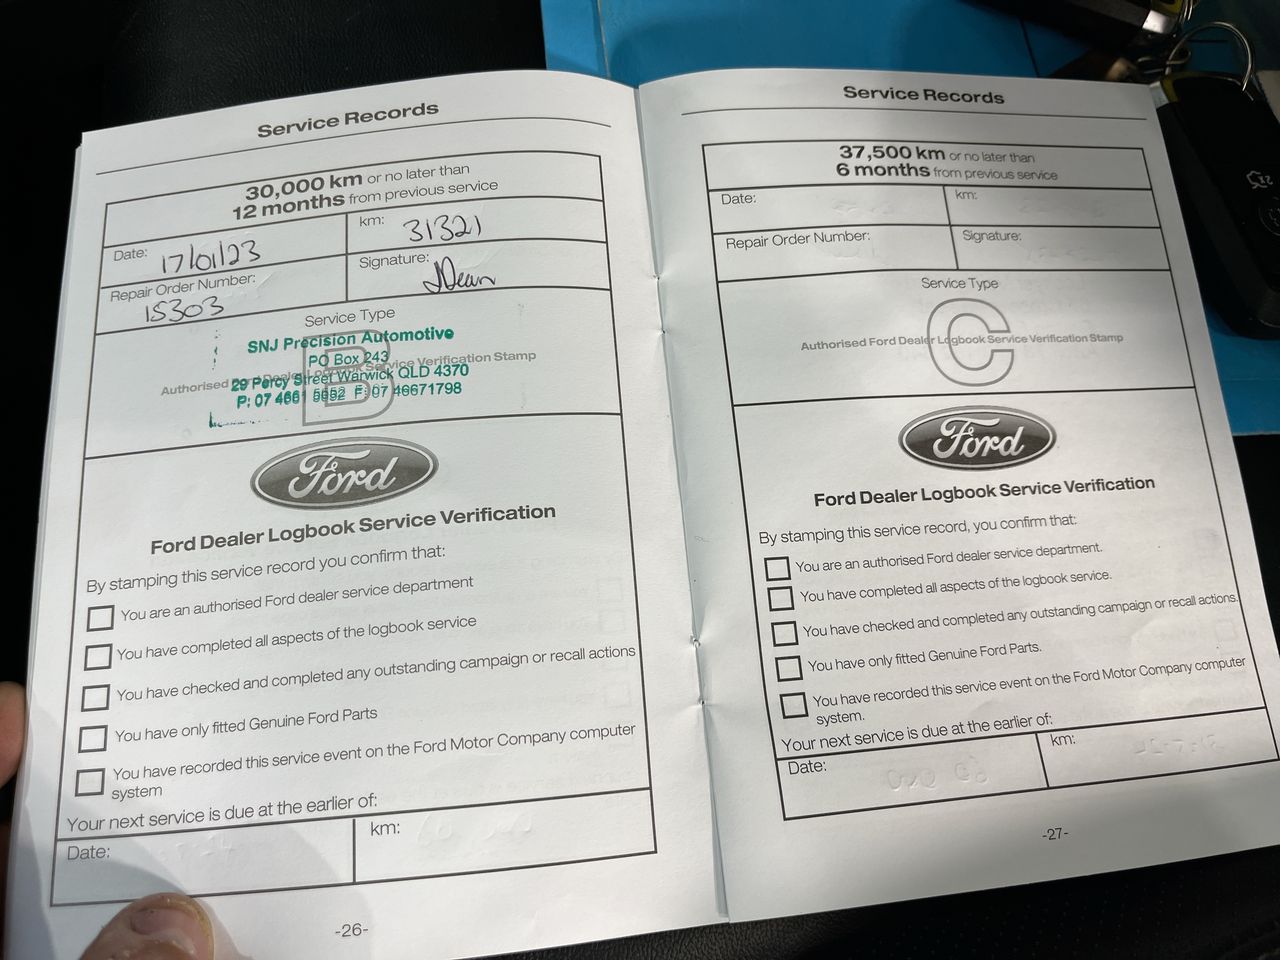 Service Records
30,000 km or no later than
12 months from previous service
Date: 17/01/23
km: 31321
Repair Order Number:
15303
Signature:
Service Type
B
SNJ Precision Automotive
PO Box 243
Authorised Ford Dealer Logbook Service Verification Stamp
29 Percy Street Warwick QLD 4370
P: 07 4661 5652 F: 07 46671798
Ford
Ford Dealer Logbook Service Verification
By stamping this service record you confirm that:
You are an authorised Ford dealer service department
You have completed all aspects of the logbook service
You have checked and completed any outstanding campaign or recall actions
You have only fitted Genuine Ford Parts
You have recorded this service event on the Ford Motor Company computer
system
Your next service is due at the earlier of:
Date:
km:
-26-
Service Records
37,500 km or no later than
6 months from previous service
Date:
km:
Repair Order Number:
Signature:
Service Type
C
Authorised Ford Dealer Logbook Service Verification Stamp
Ford
Ford Dealer Logbook Service Verification
By stamping this service record, you confirm that:
You are an authorised Ford dealer service department.
You have completed all aspects of the logbook service.
You have checked and completed any outstanding campaign or recall actions.
You have only fitted Genuine Ford Parts.
You have recorded this service event on the Ford Motor Company computer
system.
Your next service is due at the earlier of:
Date:
km:
-27-